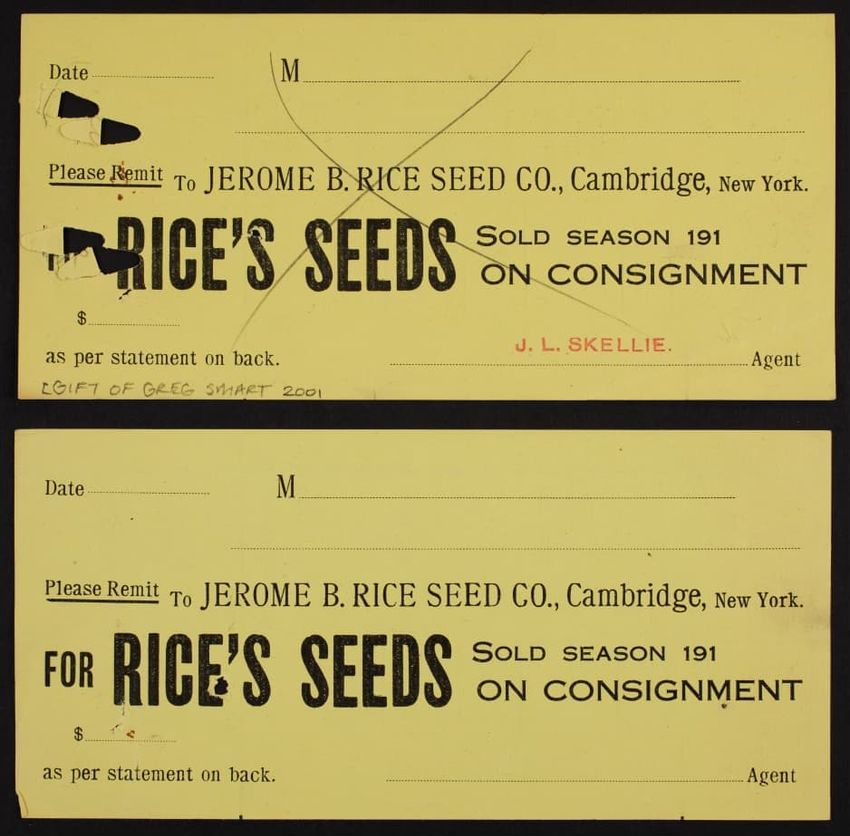 Date M
Please Remit To JEROME B. RICE SEED CO., Cambridge, New York.
RICE'S SEEDS SOLD SEASON 191
ON CONSIGNMENT
$
J. L. SKELLIE.
as per statement on back. Agent
[GIFT OF GREG SMART 2001
Date M
Please Remit To JEROME B. RICE SEED CO., Cambridge, New York.
FOR RICE'S SEEDS SOLD SEASON 191
ON CONSIGNMENT
$
as per statement on back. Agent